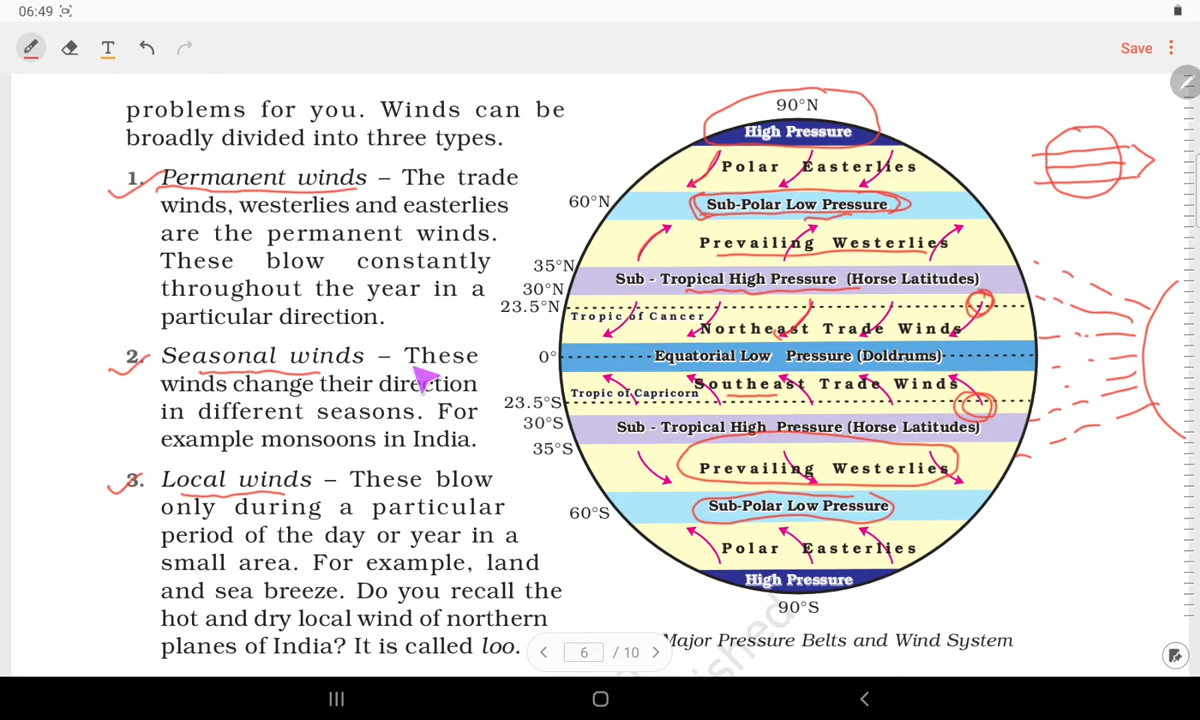 06:49
Save
problems for you. Winds can be
broadly divided into three types.
1. Permanent winds – The trade
winds, westerlies and easterlies
are the permanent winds.
These blow constantly
throughout the year in a
particular direction.
2. Seasonal winds – These
winds change their direction
in different seasons. For
example monsoons in India.
3. Local winds – These blow
only during a particular
period of the day or year in a
small area. For example, land
and sea breeze. Do you recall the
hot and dry local wind of northern
planes of India? It is called loo.
90°N
High Pressure
Polar Easterlies
60°N
Sub-Polar Low Pressure
Prevailing Westerlies
35°N
Sub - Tropical High Pressure (Horse Latitudes)
30°N
23.5°N
Tropic of Cancer
Northeast Trade Winds
0°
Equatorial Low Pressure (Doldrums)
Southeast Trade Winds
Tropic of Capricorn
23.5°S
30°S
Sub - Tropical High Pressure (Horse Latitudes)
35°S
Prevailing Westerlies
60°S
Sub-Polar Low Pressure
Polar Easterlies
High Pressure
90°S
Major Pressure Belts and Wind System
6 / 10